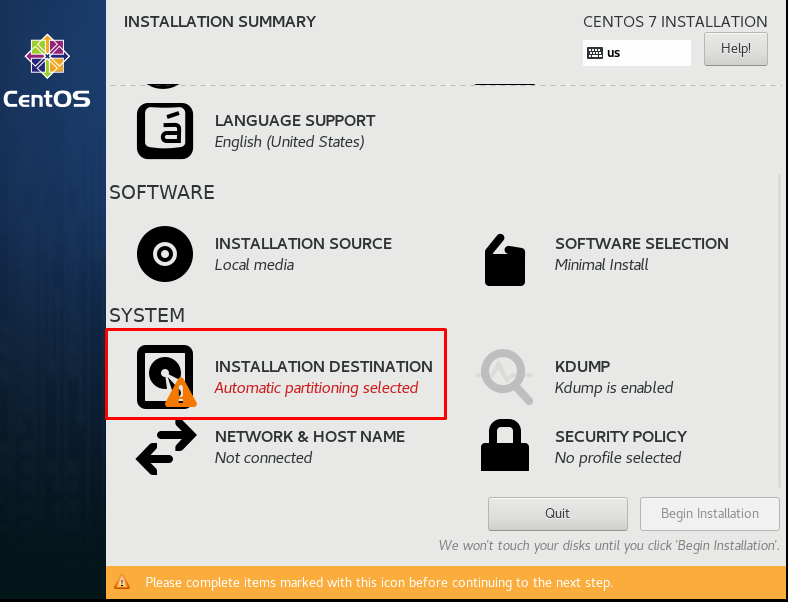 INSTALLATION SUMMARY
CENTOS 7 INSTALLATION
us
Help!
CentOS
LANGUAGE SUPPORT
English (United States)
SOFTWARE
INSTALLATION SOURCE
Local media
SOFTWARE SELECTION
Minimal Install
SYSTEM
INSTALLATION DESTINATION
Automatic partitioning selected
KDUMP
Kdump is enabled
NETWORK & HOST NAME
Not connected
SECURITY POLICY
No profile selected
Quit
Begin Installation
We won't touch your disks until you click 'Begin Installation'.
Please complete items marked with this icon before continuing to the next step.